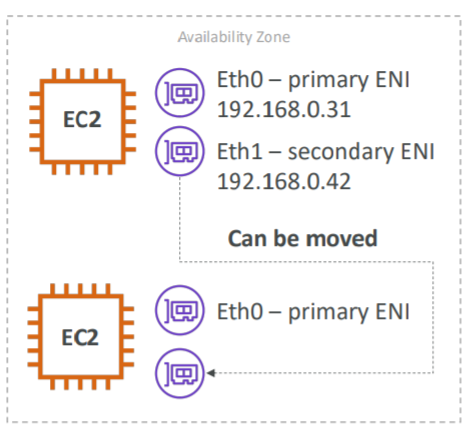 Availability Zone
EC2
Eth0 – primary ENI
192.168.0.31
Eth1 – secondary ENI
192.168.0.42
Can be moved
EC2
Eth0 – primary ENI